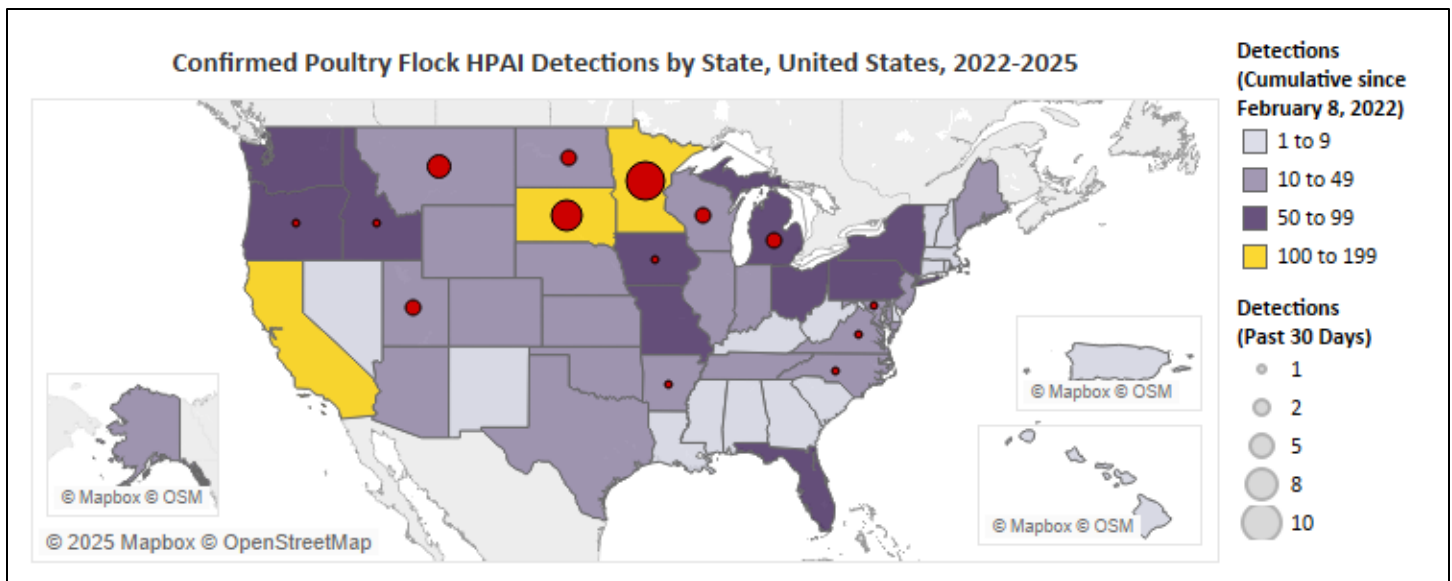 Confirmed Poultry Flock HPAI Detections by State, United States, 2022-2025
Detections
(Cumulative since
February 8, 2022)
1 to 9
10 to 49
50 to 99
100 to 199
Detections
(Past 30 Days)
1
2
5
8
10
© Mapbox © OSM
© Mapbox © OSM
© Mapbox © OSM
© 2025 Mapbox © OpenStreetMap